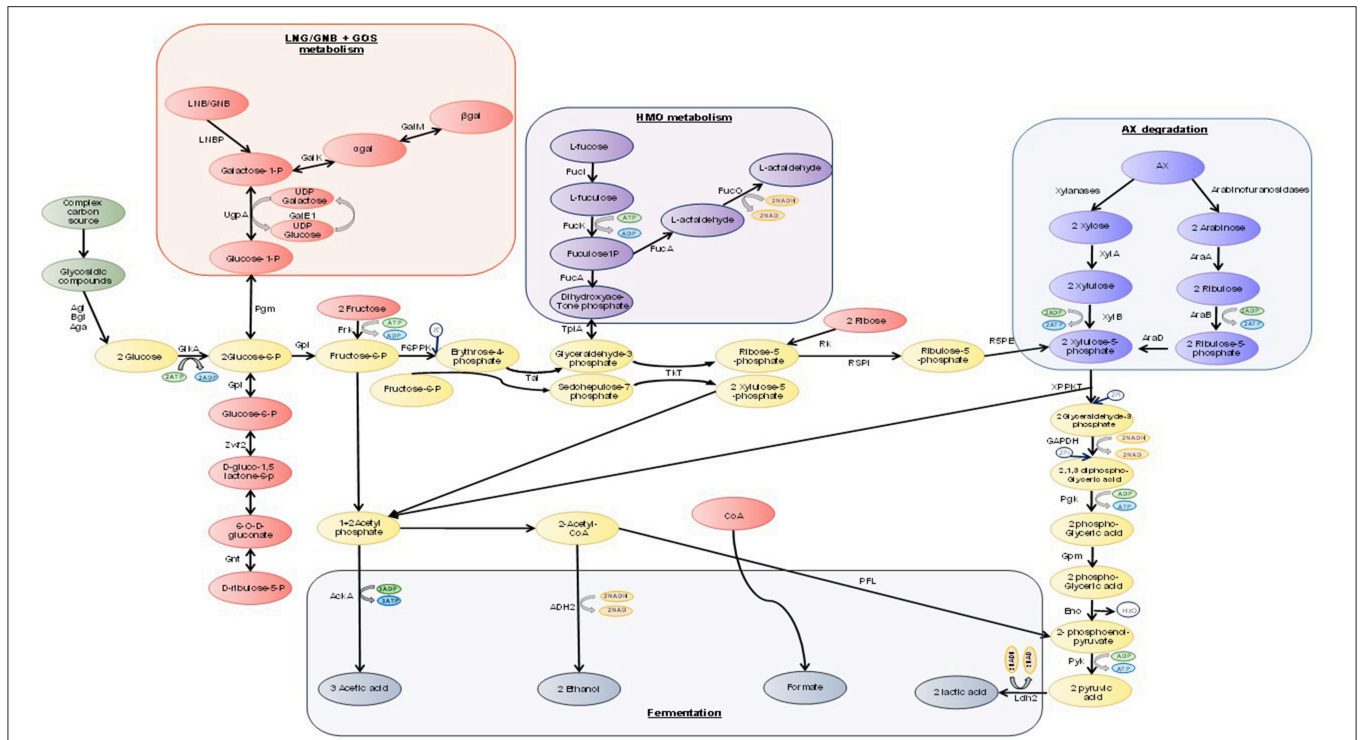 LNG/GNB + GOS
metabolism
LNB/GNB
LNBP
Galactose-1-P
GalK
αgal
GalM
βgal
UgpA
UDP
Galactose
GalE1
UDP
Glucose
Glucose-1-P
Pgm
HMO metabolism
L-fucose
FucI
L-fuculose
FucK
ATP
ADP
Fuculose1P
FucA
L-actaldehyde
FucO
2NADH
2NAD
L-actaldehyde
FucA
Dihydroxyace-
Tone phosphate
TpiA
AX degradation
AX
Xylanases
Arabinofuranosidases
2 Xylose
2 Arabinose
XylA
AraA
2 Xylulose
2 Ribulose
2ADP
2ATP
XylB
AraB
2ADP
2ATP
2 Xylulose-5
-phosphate
AraD
2 Ribulose-5
-phosphate
Complex
carbon
source
Glycosidic
compounds
Agl
Bgl
Aga
2 Glucose
GlkA
2ATP
2ADP
2Glucose-6-P
Gpi
2 Fructose
Frk
ATP
ADP
Fructose-6-P
F6PPK
Erythrose-4-
phosphate
Tal
Glyceraldehyde-3
phosphate
TkT
Ribose-5
-phosphate
2 Ribose
Rk
R5PI
Ribulose-5
-phosphate
R5PE
Fructose-6-P
Sedohepulose-7
phosphate
2 Xylulose-5
-phosphate
Gpi
Glucose-6-P
Zwf2
D-gluco-1,5
lactone-6-p
6-O-D-
gluconate
Gnt
D-ribulose-5-P
XPPKT
2Pi
2Glyceraldehyde-3
phosphate
GAPDH
2NADH
2NAD
2Pi
2,1,3 diphospho-
Glyceric acid
Pgk
ADP
ATP
2phospho-
Glyceric acid
Gpm
2 phospho-
Glyceric acid
Eno
H2O
2- phosphoenol-
pyruvate
Pyk
ADP
ATP
2 pyruvic
acid
1+2Acetyl
phosphate
2-Acetyl-
CoA
CoA
PFL
AckA
3ADP
3ATP
ADH2
2NADH
2NAD
2NADH
2NAD
Ldh2
3 Acetic acid
2 Ethanol
Formate
2 lactic acid
Fermentation